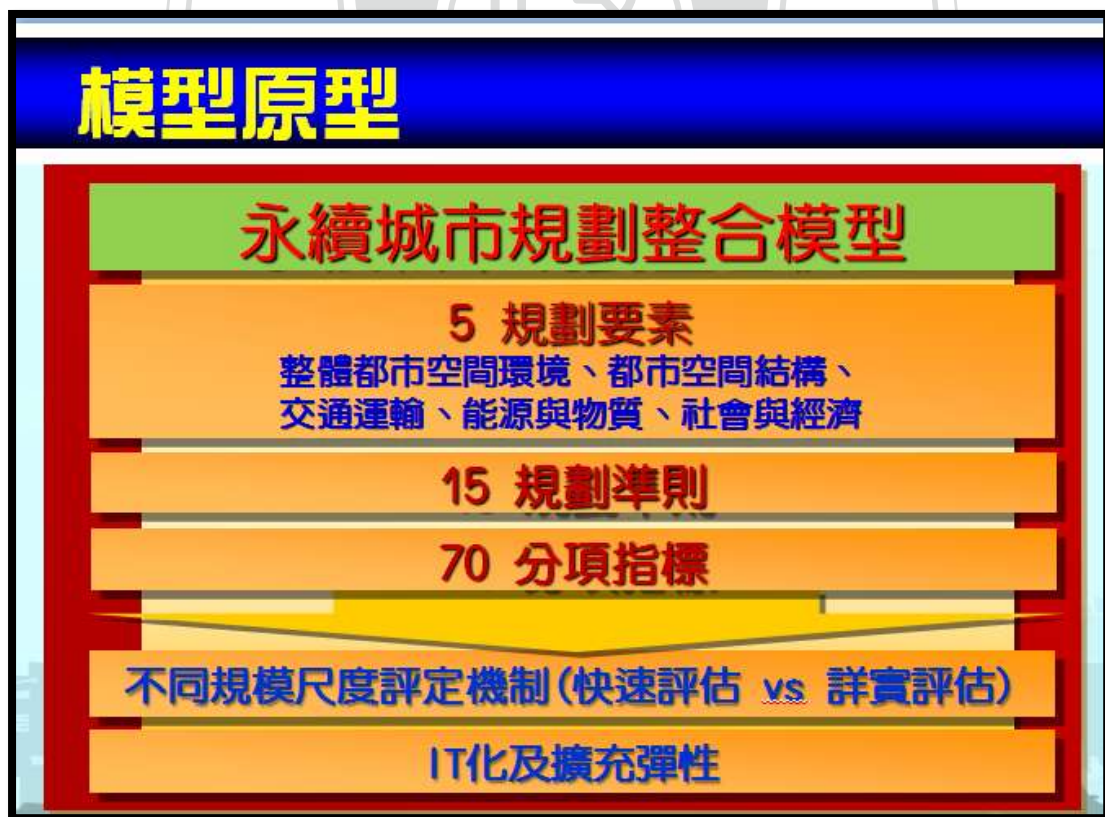 模型原型
永續城市規劃整合模型
5 規劃要素
整體都市空間環境、都市空間結構、
交通運輸、能源與物質、社會與經濟
15 規劃準則
70 分項指標
不同規模尺度評定機制(快速評估 vs 詳實評估)
IT化及擴充彈性